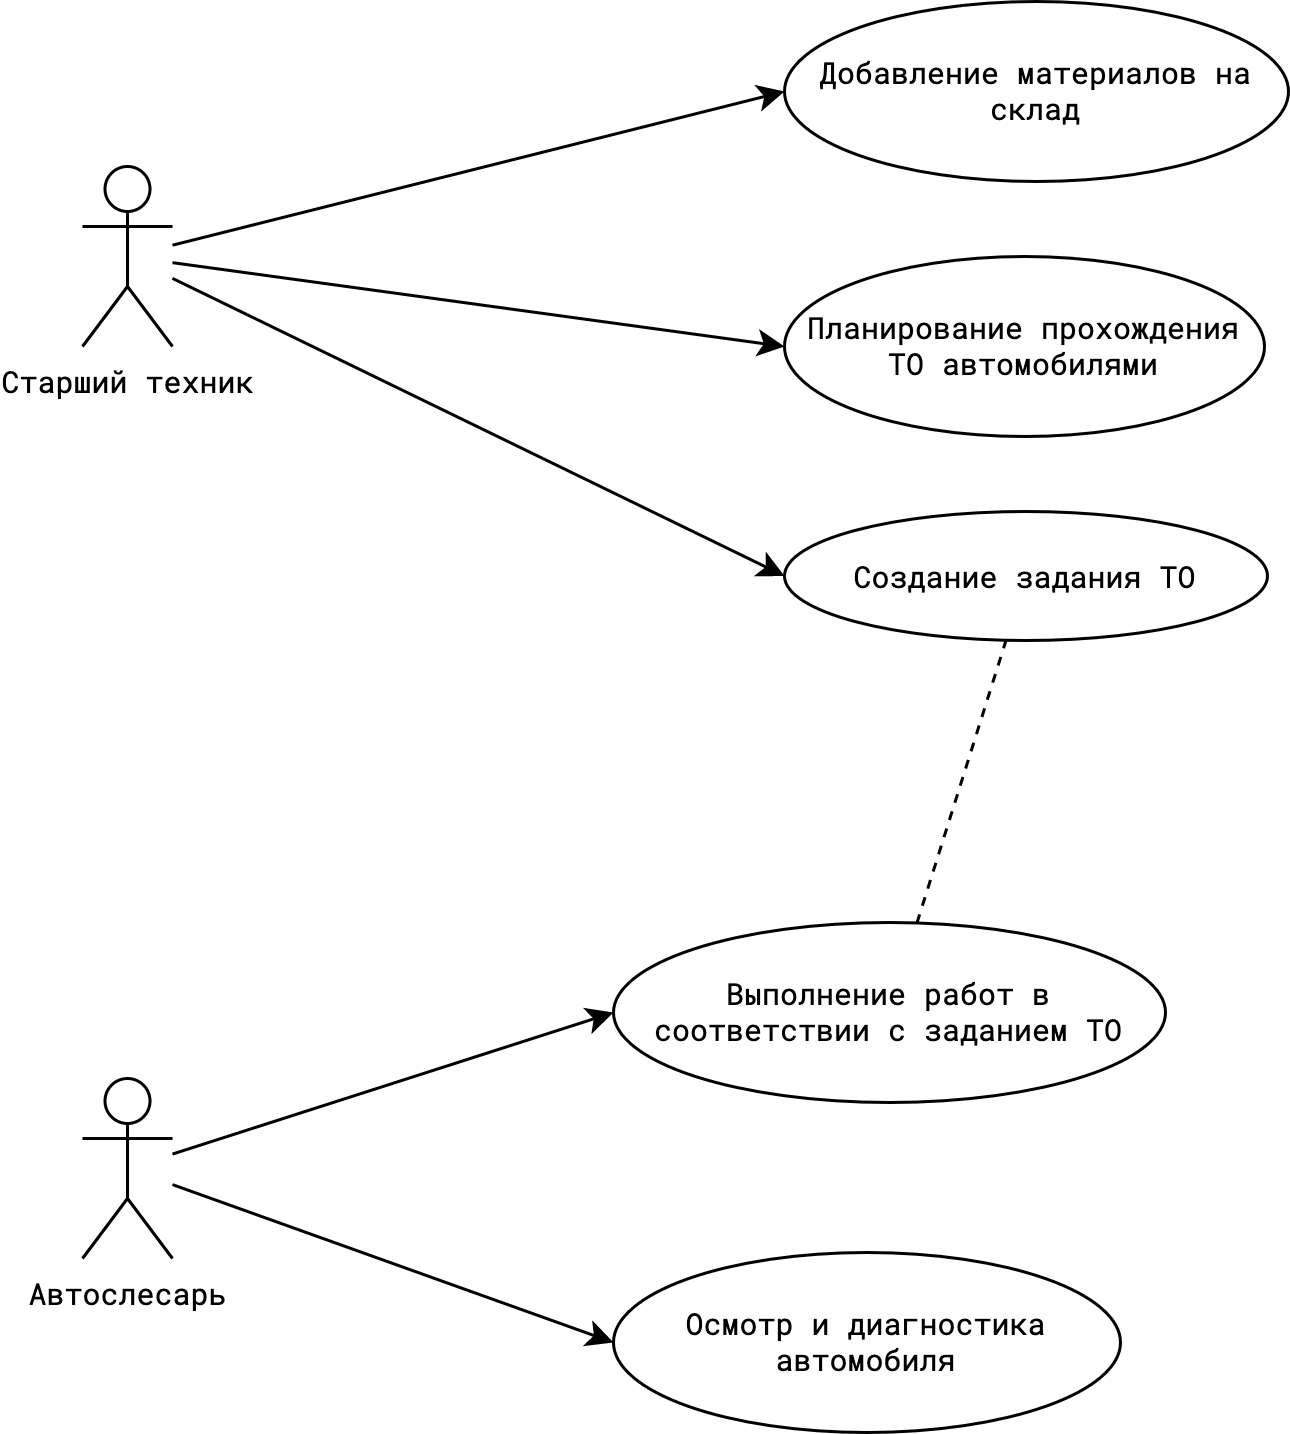 Добавление материалов на
склад
Старший техник
Планирование прохождения
ТО автомобилями
Создание задания ТО
Выполнение работ в
соответствии с заданием ТО
Автослесарь
Осмотр и диагностика
автомобиля